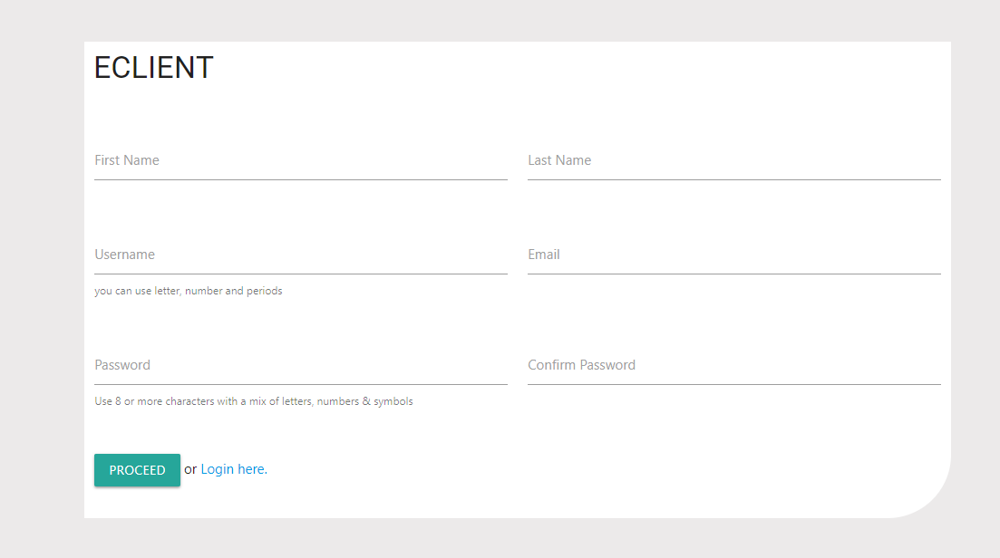 ECLIENT
First Name
Last Name
Username
Email
you can use letter, number and periods
Password
Confirm Password
Use 8 or more characters with a mix of letters, numbers & symbols
PROCEED or Login here.